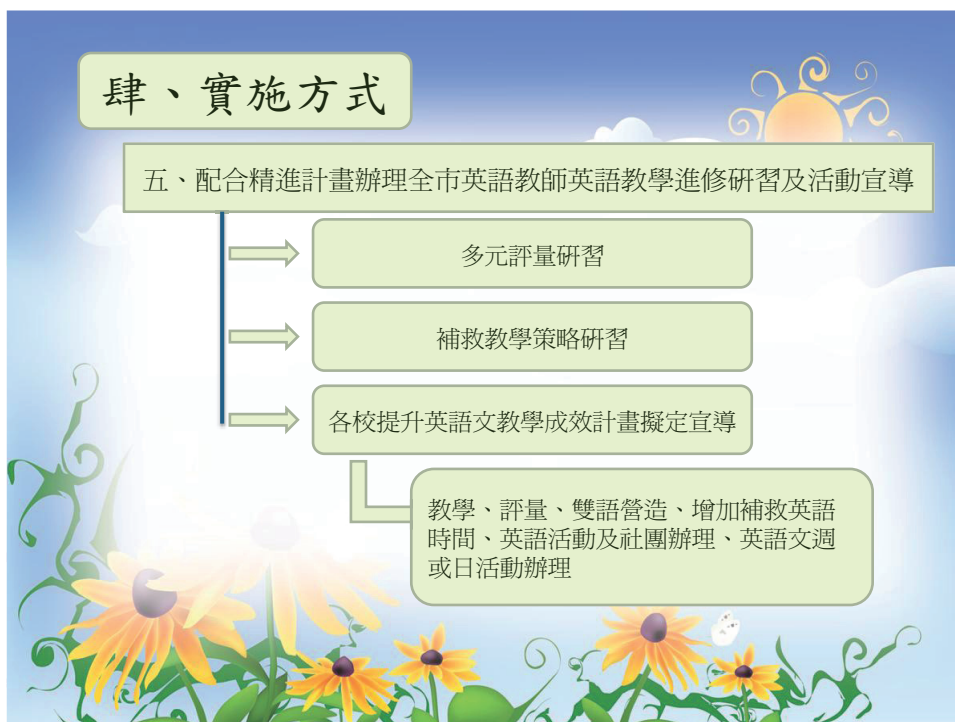 肆、實施方式
五、配合精進計畫辦理全市英語教師英語教學進修研習及活動宣導
多元評量研習
補救教學策略研習
各校提升英語文教學成效計畫擬定宣導
教學、評量、雙語營造、增加補救英語
時間、英語活動及社團辦理、英語文週
或日活動辦理